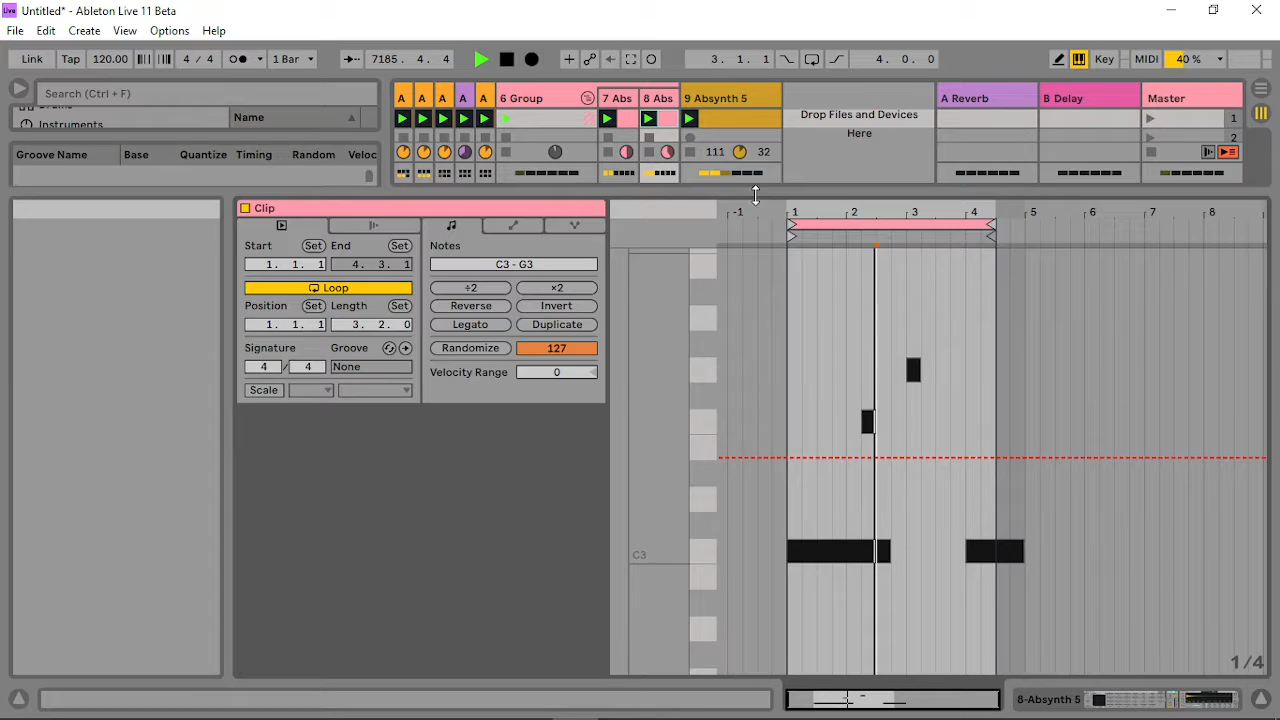 Live Untitled* - Ableton Live 11 Beta
File Edit Create View Options Help
Link Tap 120.00 4 / 4 1 Bar 7185. 4. 4 3. 1. 1 4. 0. 0 Key MIDI 40 %
Search (Ctrl + F)
Instruments Name
Groove Name Base Quantize Timing Random Veloc
A A A A A 6 Group 7 Abs 8 Abs 9 Absynth 5 A Reverb B Delay Master
Drop Files and Devices
Here
1
2
111 32
Clip
-1 1 2 3 4 5 6 7 8
Start Set End Set
1. 1. 1 4. 3. 1
Loop
Position Set Length Set
1. 1. 1 3. 2. 0
Signature Groove
4 / 4 None
Scale
Notes
C3 - G3
÷2 ×2
Reverse Invert
Legato Duplicate
Randomize 127
Velocity Range 0
C3
1/4
8-Absynth 5